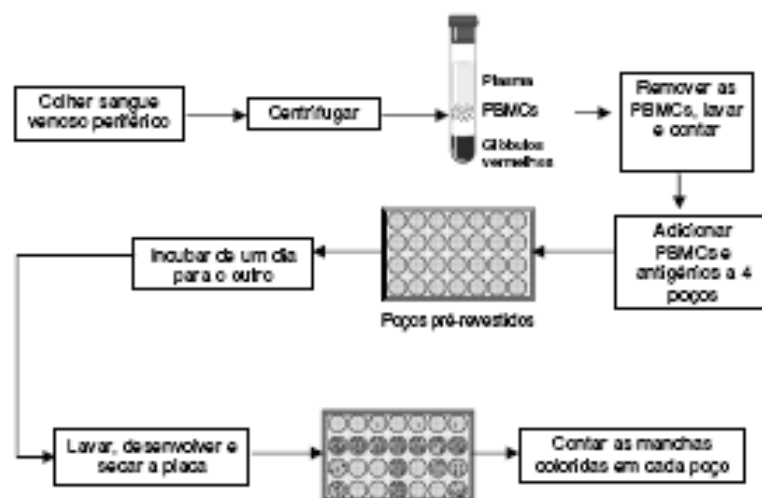 Colher sangue
venoso periférico
Centrifugar
Plasma
PBMCs
Glóbulos
vermelhos
Remover as
PBMCs, lavar
e contar
Adicionar
PBMCs e
antigénios a 4
poços
Poços pré-revestidos
Incubar de um dia
para o outro
Lavar, desenvolver e
secar a placa
Contar as manchas
coloridas em cada poço